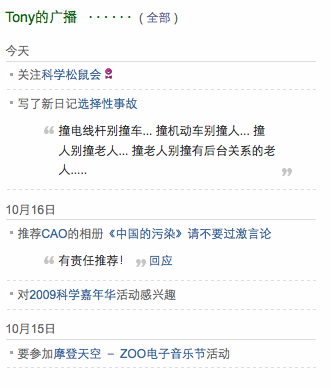 Tony的广播 · · · · · · ( 全部 )
今天
关注科学松鼠会
写了新日记选择性事故
“ 撞电线杆别撞车... 撞机动车别撞人... 撞
人别撞老人... 撞老人别撞有后台关系的老
人..... ”
10月16日
推荐CAO的相册《中国的污染》请不要过激言论
“ 有责任推荐！ ” 回应
对2009科学嘉年华活动感兴趣
10月15日
要参加摩登天空 － ZOO电子音乐节活动